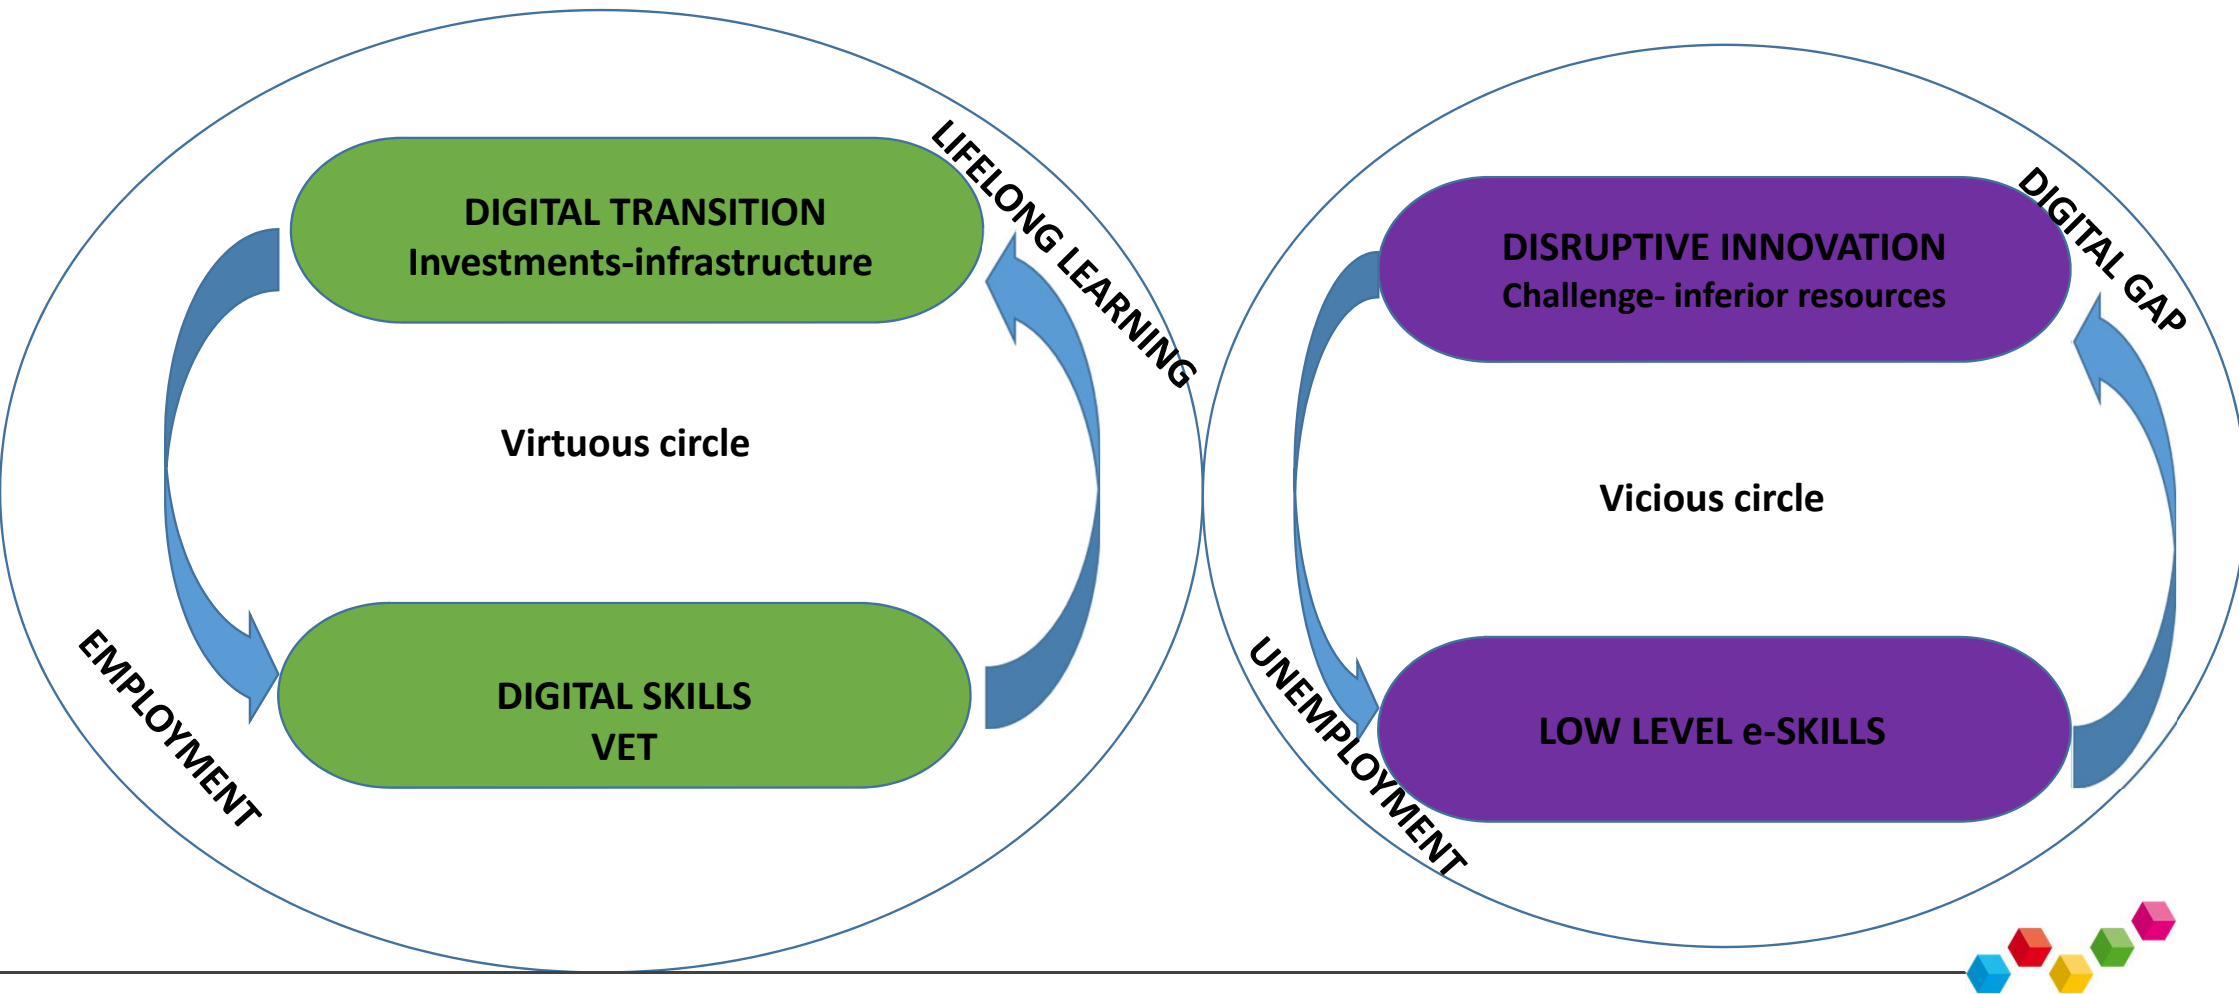 LIFELONG LEARNING
DIGITAL TRANSITION
Investments-infrastructure
Virtuous circle
EMPLOYMENT
DIGITAL SKILLS
VET
DIGITAL GAP
DISRUPTIVE INNOVATION
Challenge- inferior resources
Vicious circle
UNEMPLOYMENT
LOW LEVEL e-SKILLS